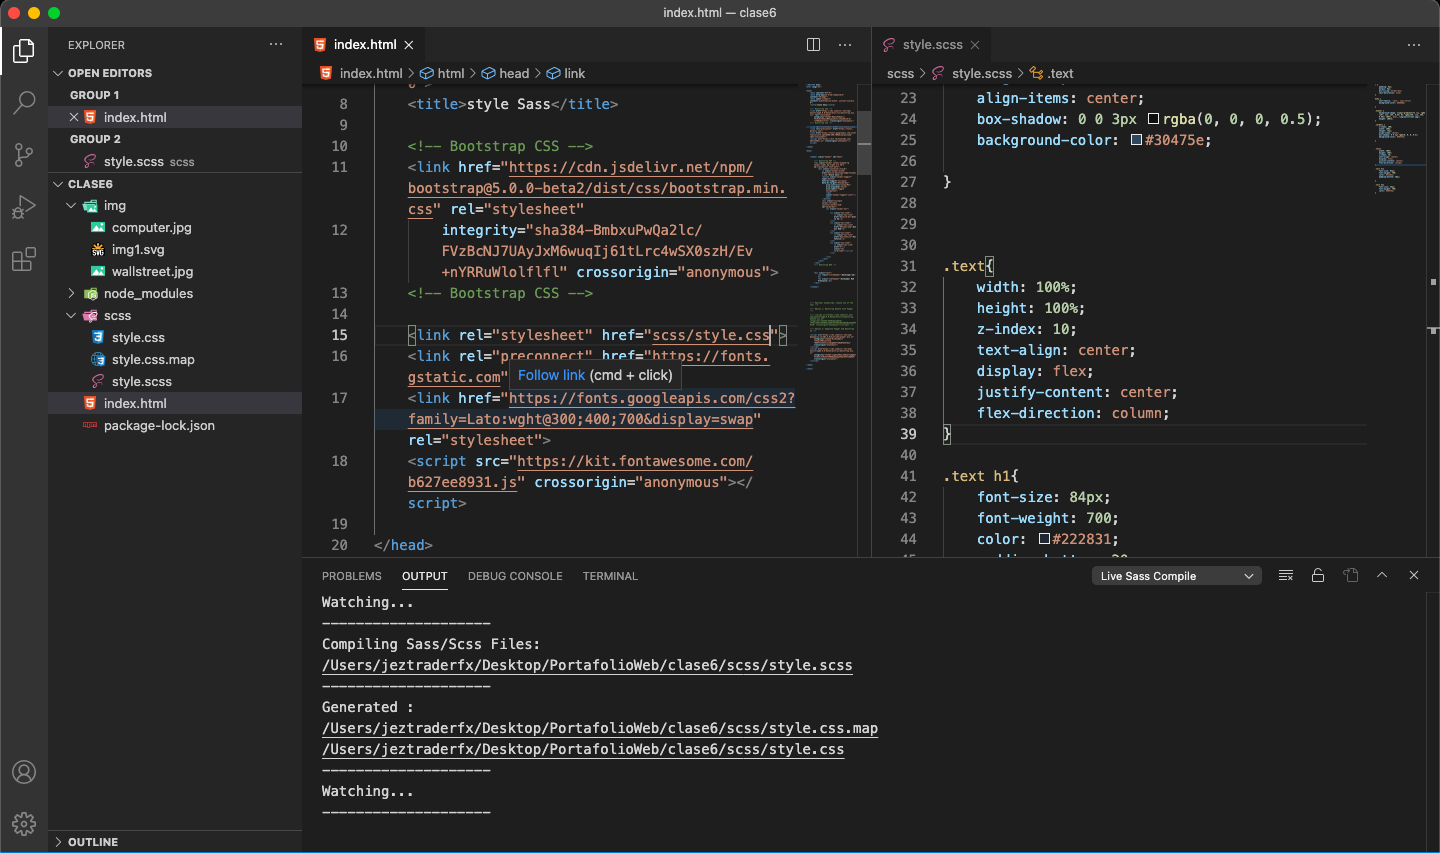 index.html — clase6
EXPLORER
OPEN EDITORS
GROUP 1
index.html
GROUP 2
style.scss scss
CLASE6
img
computer.jpg
img1.svg
wallstreet.jpg
node_modules
scss
style.css
style.css.map
style.scss
index.html
package-lock.json
OUTLINE
index.html
index.html > html > head > link
8 <title>style Sass</title>
9
10 <!-- Bootstrap CSS -->
11 <link href="https://cdn.jsdelivr.net/npm/
bootstrap@5.0.0-beta2/dist/css/bootstrap.min.
css" rel="stylesheet"
12 integrity="sha384-BmbxuPwQa2lc/
FVzBcNJ7UAyJxM6wuqIj61tLrc4wSX0szH/Ev
+nYRRuWlolflfl" crossorigin="anonymous">
13 <!-- Bootstrap CSS -->
14
15 <link rel="stylesheet" href="scss/style.css">
16 <link rel="preconnect" href="https://fonts.
gstatic.com"
Follow link (cmd + click)
17 <link href="https://fonts.googleapis.com/css2?
family=Lato:wght@300;400;700&display=swap"
rel="stylesheet">
18 <script src="https://kit.fontawesome.com/
b627ee8931.js" crossorigin="anonymous"></
script>
19
20 </head>
style.scss
scss > style.scss > .text
23 align-items: center;
24 box-shadow: 0 0 3px rgba(0, 0, 0, 0.5);
25 background-color: #30475e;
26
27 }
28
29
30
31 .text{
32 width: 100%;
33 height: 100%;
34 z-index: 10;
35 text-align: center;
36 display: flex;
37 justify-content: center;
38 flex-direction: column;
39 }
40
41 .text h1{
42 font-size: 84px;
43 font-weight: 700;
44 color: #222831;
PROBLEMS OUTPUT DEBUG CONSOLE TERMINAL
Live Sass Compile
Watching...
--------------------
Compiling Sass/Scss Files:
/Users/jeztraderfx/Desktop/PortafolioWeb/clase6/scss/style.scss
--------------------
Generated :
/Users/jeztraderfx/Desktop/PortafolioWeb/clase6/scss/style.css.map
/Users/jeztraderfx/Desktop/PortafolioWeb/clase6/scss/style.css
--------------------
Watching...
--------------------